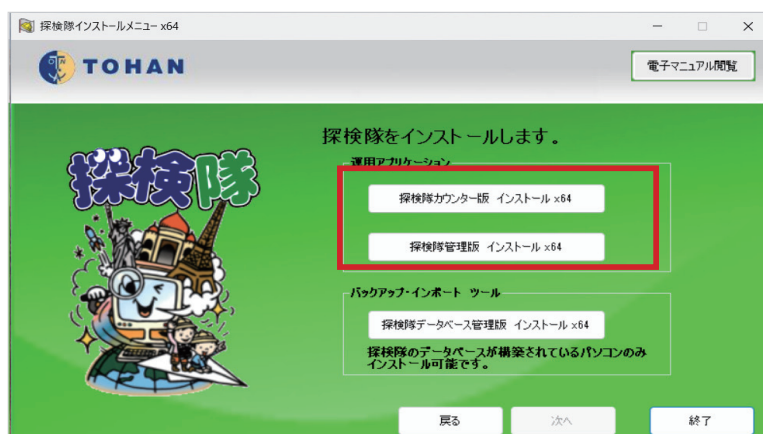 探検隊インストールメニュー x64
TOHAN
電子マニュアル閲覧
探検隊
探検隊をインストールします。
運用アプリケーション
探検隊カウンター版 インストール x64
探検隊管理版 インストール x64
バックアップ・インポート ツール
探検隊データベース管理版 インストール x64
探検隊のデータベースが構築されているパソコンのみ
インストール可能です。
戻る
次へ
終了